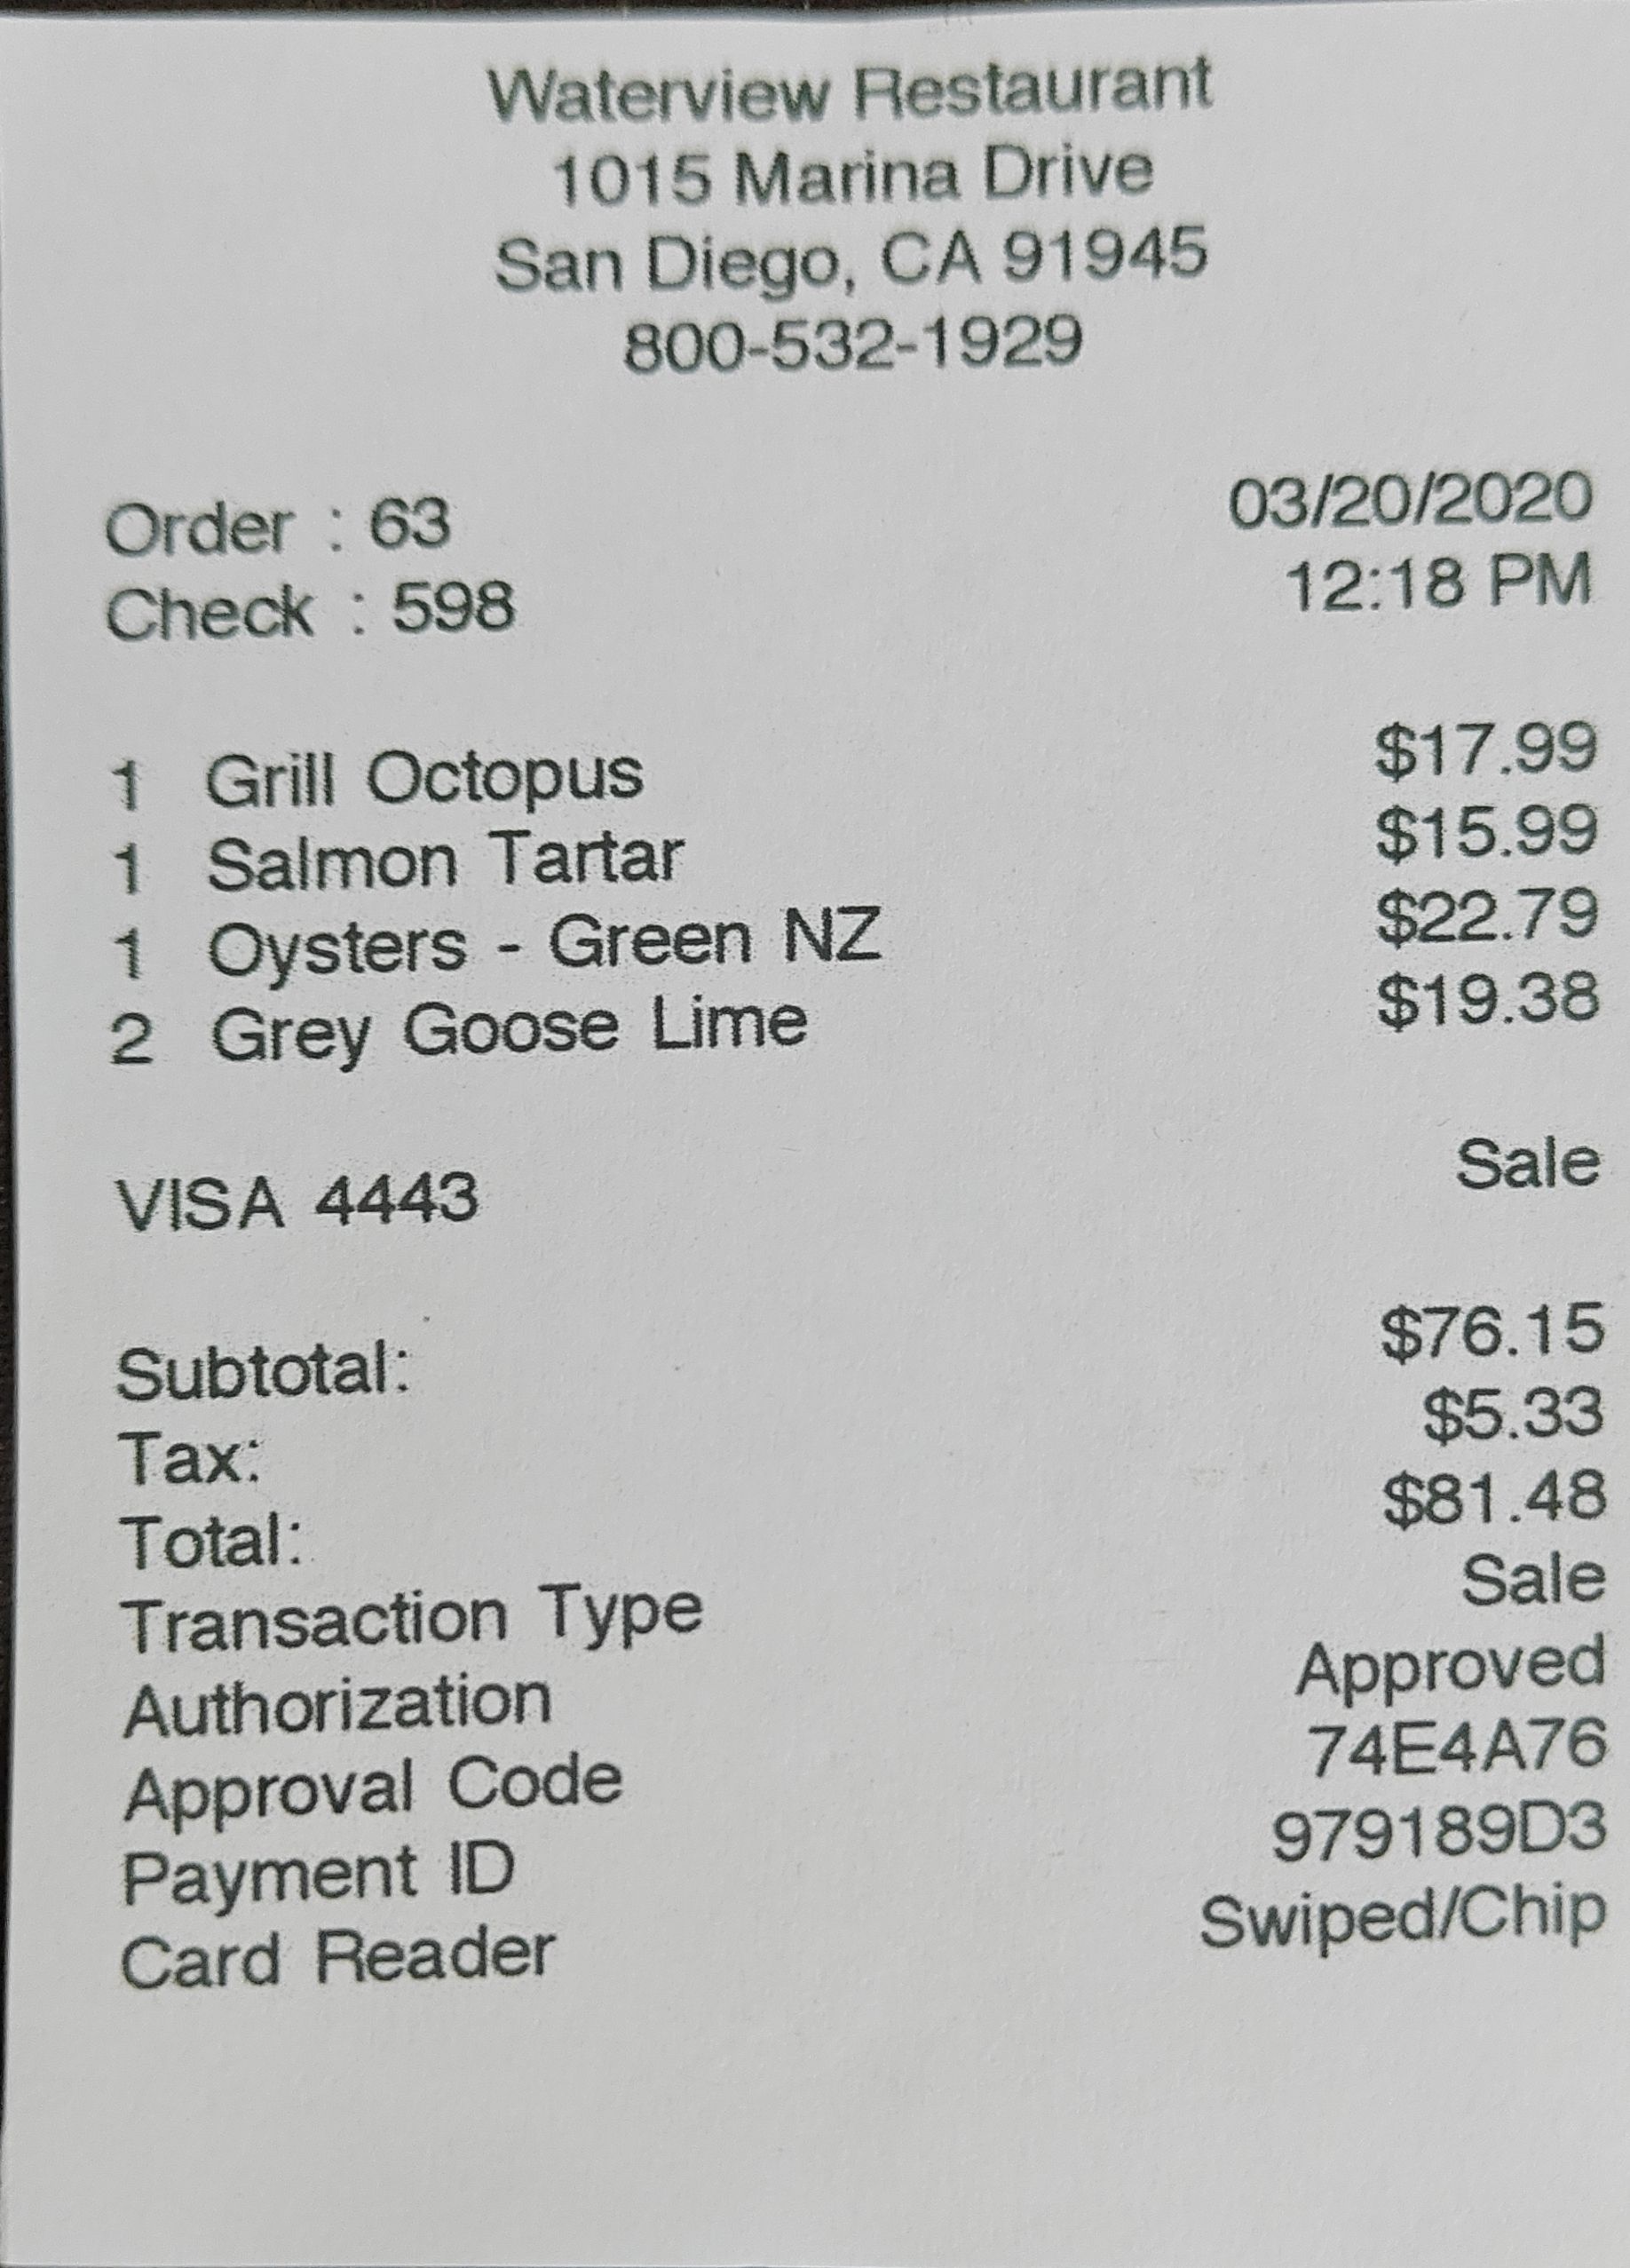 Waterview Restaurant
1015 Marina Drive
San Diego, CA 91945
800-532-1929
Order : 63 03/20/2020
Check : 598 12:18 PM
1 Grill Octopus $17.99
1 Salmon Tartar $15.99
1 Oysters - Green NZ $22.79
2 Grey Goose Lime $19.38
VISA 4443 Sale
Subtotal: $76.15
Tax: $5.33
Total: $81.48
Transaction Type Sale
Authorization Approved
Approval Code 74E4A76
Payment ID 979189D3
Card Reader Swiped/Chip